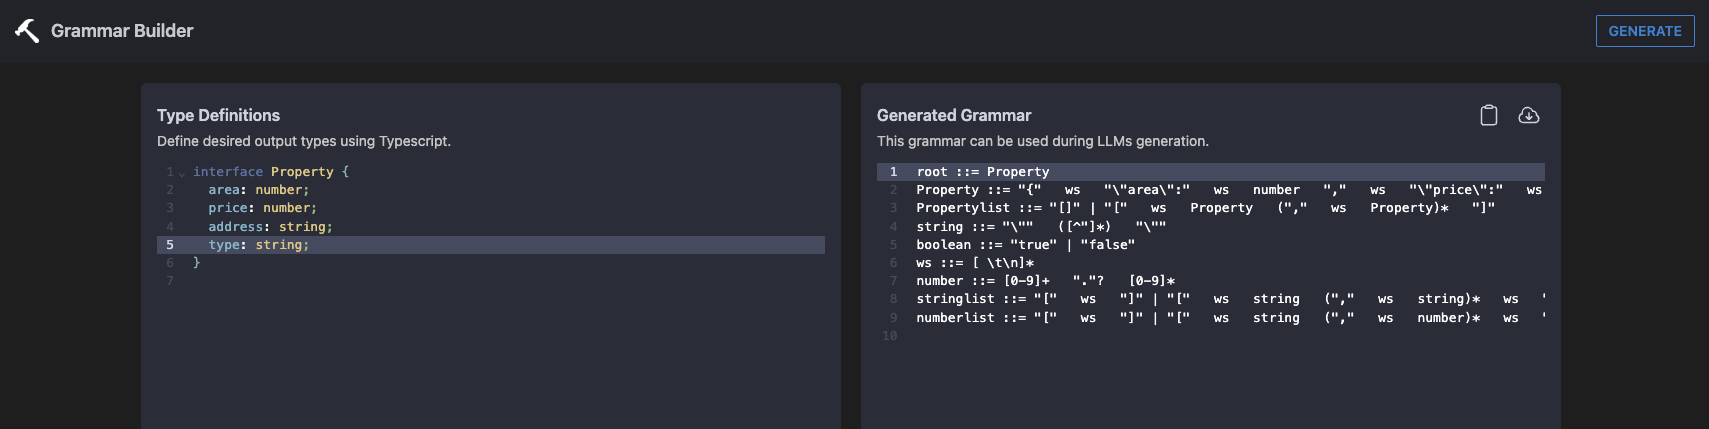 Grammar Builder
GENERATE
Type Definitions
Define desired output types using Typescript.
1 interface Property {
2   area: number;
3   price: number;
4   address: string;
5   type: string;
6 }
7
Generated Grammar
This grammar can be used during LLMs generation.
1 root ::= Property
2 Property ::= "{"   ws   "\"area\":"   ws   number   ","   ws   "\"price\":"   ws
3 Propertylist ::= "[]" | "["   ws   Property   (","   ws   Property)*   "]"
4 string ::= "\""   ([^"]*)   "\""
5 boolean ::= "true" | "false"
6 ws ::= [ \t\n]*
7 number ::= [0-9]+   "."?   [0-9]*
8 stringlist ::= "["   ws   "]" | "["   ws   string   (","   ws   string)*   ws
9 numberlist ::= "["   ws   "]" | "["   ws   string   (","   ws   number)*   ws
10